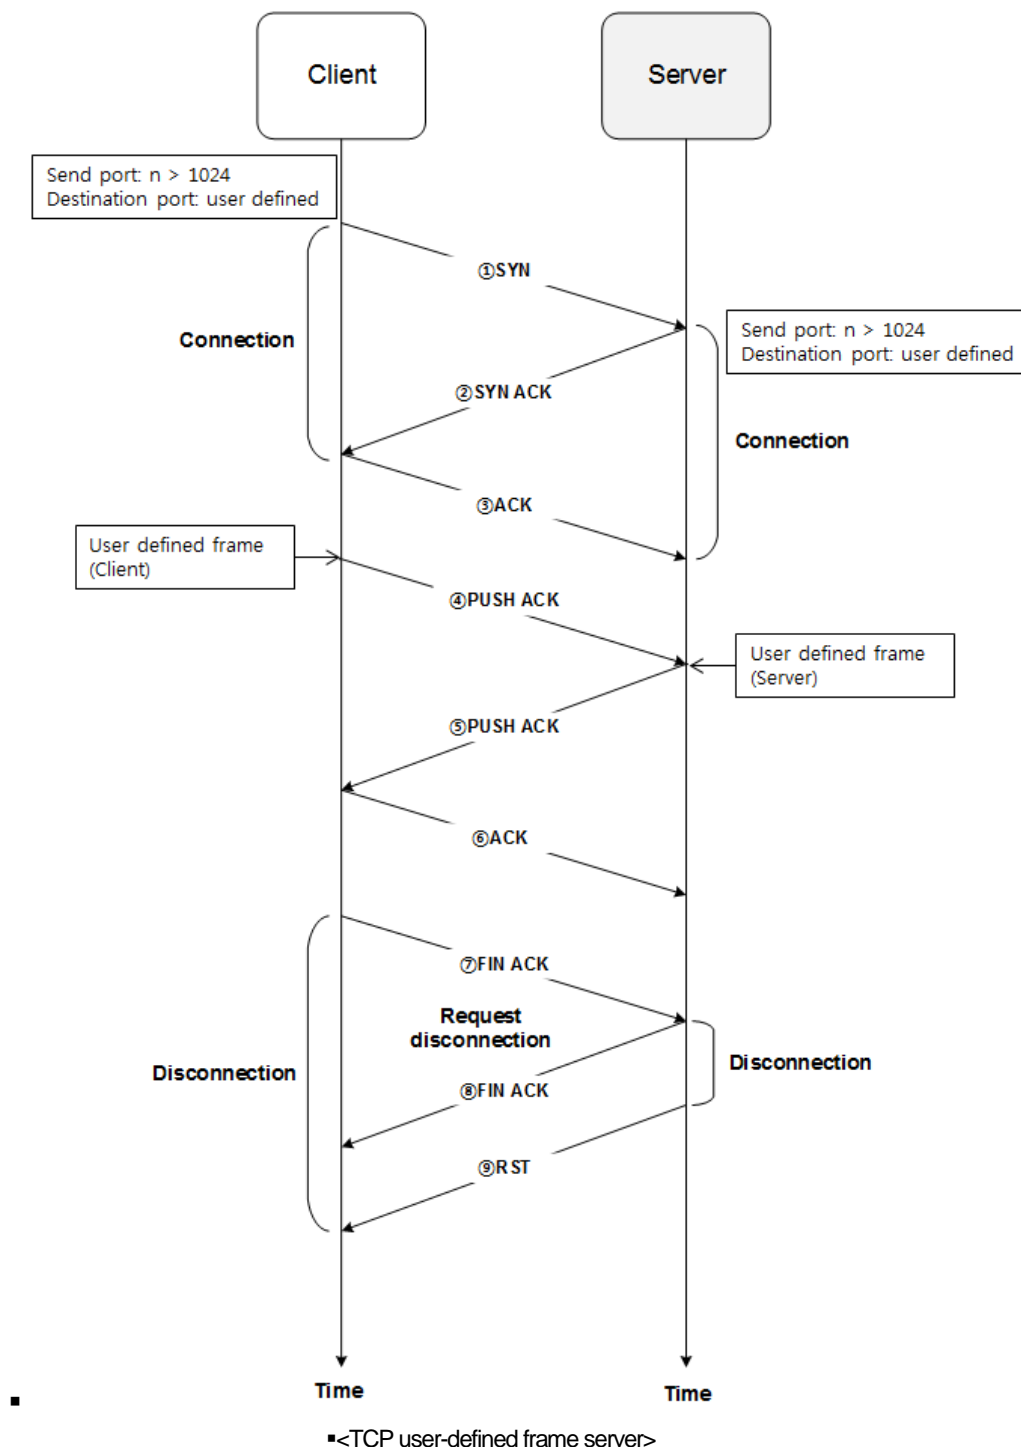 Client
Server
Send port: n > 1024
Destination port: user defined
①SYN
Connection
Send port: n > 1024
Destination port: user defined
②SYN ACK
Connection
③ACK
User defined frame
(Client)
④PUSH ACK
User defined frame
(Server)
⑤PUSH ACK
⑥ACK
⑦FIN ACK
Request
disconnection
Disconnection
Disconnection
⑧FIN ACK
⑨RST
Time
Time
▪
▪<TCP user-defined frame server>